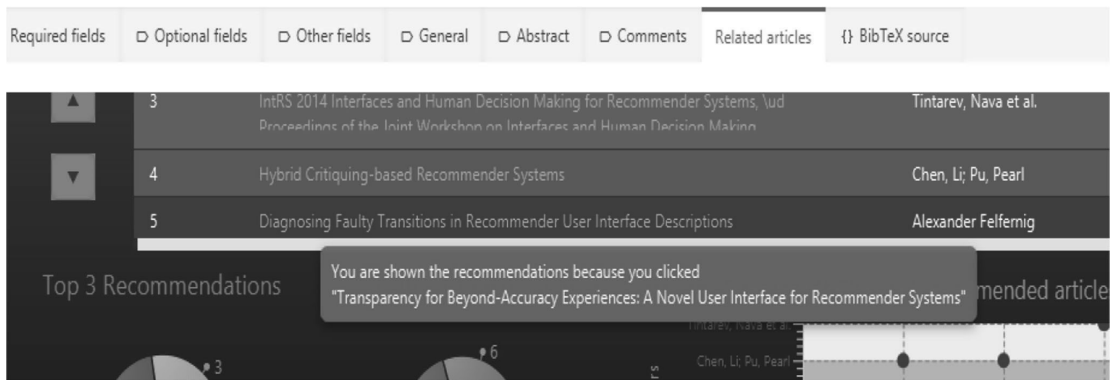 Required fields Optional fields Other fields General Abstract Comments Related articles {} BibTeX source
3 IntRS 2014 Interfaces and Human Decision Making for Recommender Systems, \ud Tintarev, Nava et al.
Proceedings of the Joint Workshop on Interfaces and Human Decision Making
4 Hybrid Critiquing-based Recommender Systems Chen, Li; Pu, Pearl
5 Diagnosing Faulty Transitions in Recommender User Interface Descriptions Alexander Felfernig
You are shown the recommendations because you clicked
"Transparency for Beyond-Accuracy Experiences: A Novel User Interface for Recommender Systems"
Top 3 Recommendations
mended article
Tintarev, Nava et al.
Chen, Li; Pu, Pearl
3
6
rs